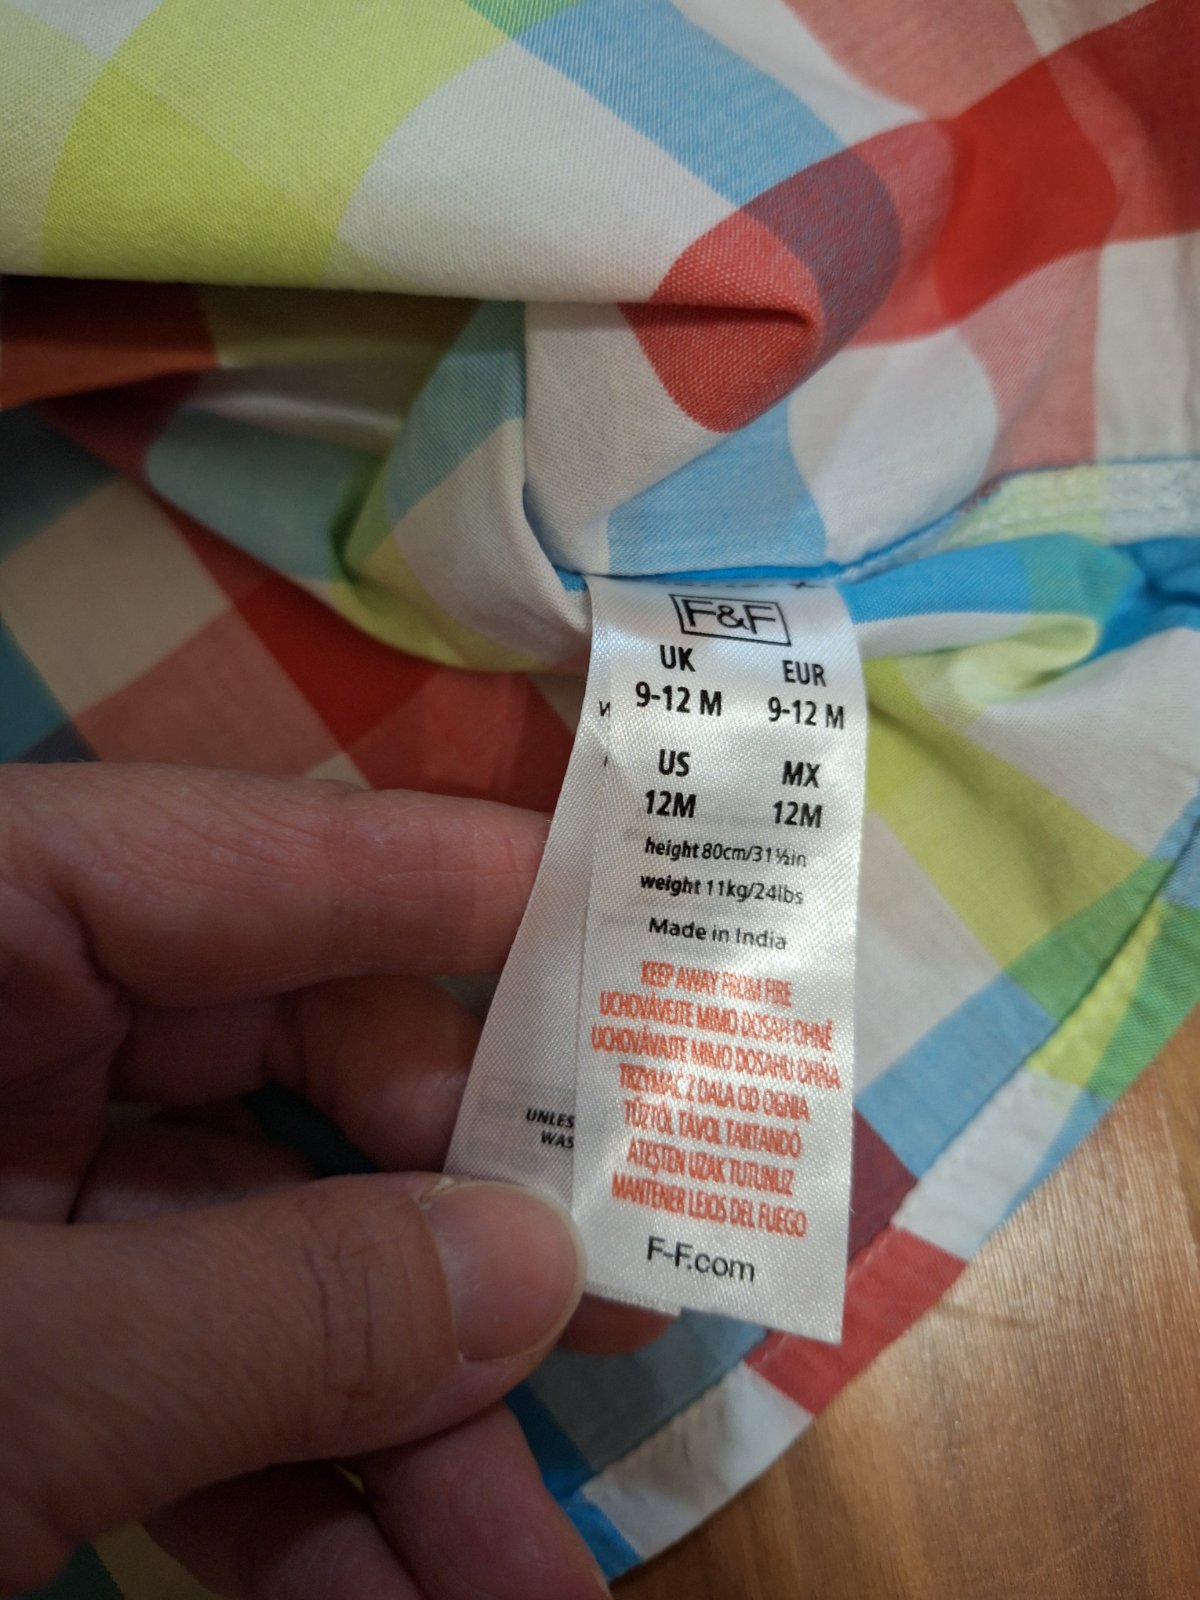 F&F
UK EUR
9-12 M 9-12 M
US MX
12M 12M
height 80cm/31½in
weight 11kg/24lbs
Made in India
KEEP AWAY FROM FIRE
UCHOVÁVEJTE MIMO DOSAH OHNĚ
UCHOVÁVAJTE MIMO DOSAHU OHŇA
TRZYMAĆ Z DALA OD OGNIA
TŰZTŐL TÁVOL TARTANDÓ
ATEŞTEN UZAK TUTUNUZ
MANTENER LEJOS DEL FUEGO
F-F.com
UNLES
WAS